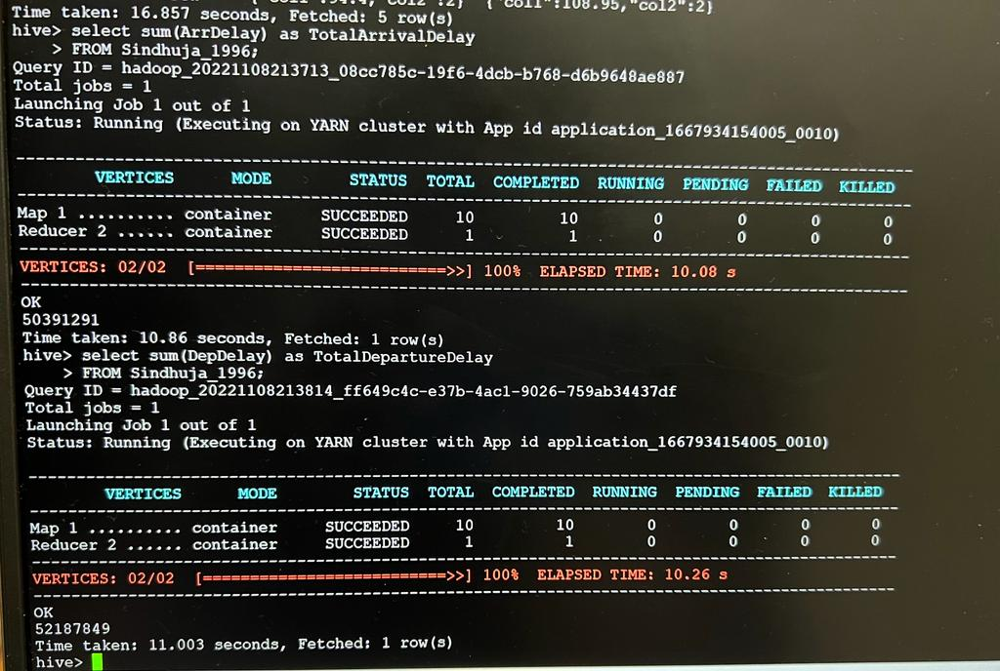 {"col1":108.95,"col2":2}
Time taken: 16.857 seconds, Fetched: 5 row(s)
hive> select sum(ArrDelay) as TotalArrivalDelay
    > FROM Sindhuja_1996;
Query ID = hadoop_20221108213713_08cc785c-19f6-4dcb-b768-d6b9648ae887
Total jobs = 1
Launching Job 1 out of 1
Status: Running (Executing on YARN cluster with App id application_1667934154005_0010)
----------------------------------------------------------------------------------------------
VERTICES MODE STATUS TOTAL COMPLETED RUNNING PENDING FAILED KILLED
----------------------------------------------------------------------------------------------
Map 1 .......... container SUCCEEDED 10 10 0 0 0 0
Reducer 2 ...... container SUCCEEDED 1 1 0 0 0 0
----------------------------------------------------------------------------------------------
VERTICES: 02/02 [==========================>>] 100% ELAPSED TIME: 10.08 s
----------------------------------------------------------------------------------------------
OK
50391291
Time taken: 10.86 seconds, Fetched: 1 row(s)
hive> select sum(DepDelay) as TotalDepartureDelay
    > FROM Sindhuja_1996;
Query ID = hadoop_20221108213814_ff649c4c-e37b-4ac1-9026-759ab34437df
Total jobs = 1
Launching Job 1 out of 1
Status: Running (Executing on YARN cluster with App id application_1667934154005_0010)
----------------------------------------------------------------------------------------------
VERTICES MODE STATUS TOTAL COMPLETED RUNNING PENDING FAILED KILLED
----------------------------------------------------------------------------------------------
Map 1 .......... container SUCCEEDED 10 10 0 0 0 0
Reducer 2 ...... container SUCCEEDED 1 1 0 0 0 0
----------------------------------------------------------------------------------------------
VERTICES: 02/02 [==========================>>] 100% ELAPSED TIME: 10.26 s
----------------------------------------------------------------------------------------------
OK
52187849
Time taken: 11.003 seconds, Fetched: 1 row(s)
hive>